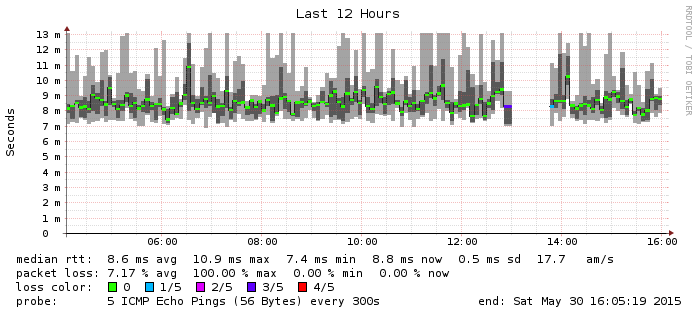 Last 12 Hours
RRDTOOL / TOBI OETIKER
Seconds
13 m
12 m
11 m
10 m
9 m
8 m
7 m
6 m
5 m
4 m
3 m
2 m
1 m
0
06:00 08:00 10:00 12:00 14:00 16:00
median rtt: 8.6 ms avg 10.9 ms max 7.4 ms min 8.8 ms now 0.5 ms sd 17.7 am/s
packet loss: 7.17 % avg 100.00 % max 0.00 % min 0.00 % now
loss color: 0 1/5 2/5 3/5 4/5
probe: 5 ICMP Echo Pings (56 Bytes) every 300s end: Sat May 30 16:05:19 2015